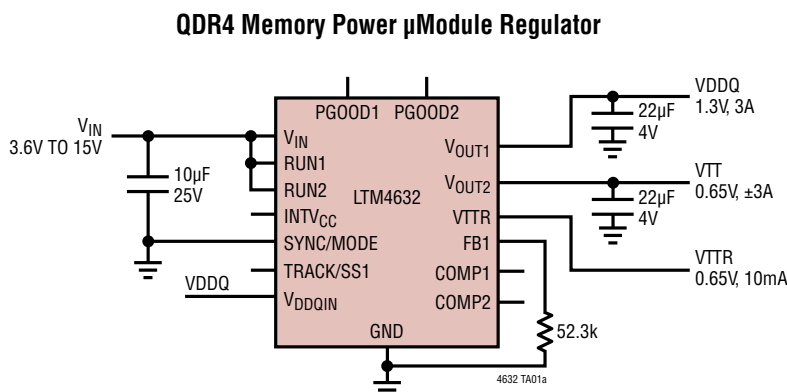 QDR4 Memory Power µModule Regulator
PGOOD1 PGOOD2
VIN
3.6V TO 15V
10µF
25V
VIN
RUN1
RUN2
INTVCC
SYNC/MODE
TRACK/SS1
VDDQIN
VDDQ
LTM4632
GND
VOUT1
VOUT2
VTTR
FB1
COMP1
COMP2
22µF
4V
VDDQ
1.3V, 3A
22µF
4V
VTT
0.65V, ±3A
VTTR
0.65V, 10mA
52.3k
4632 TA01a